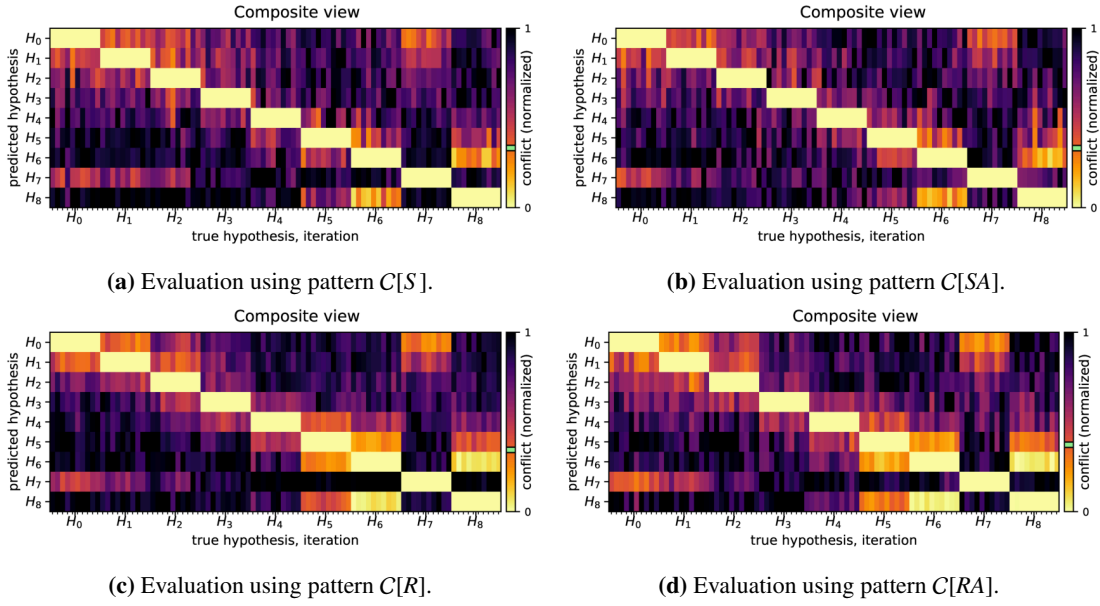 Composite view
predicted hypothesis
H0
H1
H2
H3
H4
H5
H6
H7
H8
H0 H1 H2 H3 H4 H5 H6 H7 H8
true hypothesis, iteration
1
0
conflict (normalized)
(a) Evaluation using pattern C[S].
Composite view
predicted hypothesis
H0
H1
H2
H3
H4
H5
H6
H7
H8
H0 H1 H2 H3 H4 H5 H6 H7 H8
true hypothesis, iteration
1
0
conflict (normalized)
(b) Evaluation using pattern C[SA].
Composite view
predicted hypothesis
H0
H1
H2
H3
H4
H5
H6
H7
H8
H0 H1 H2 H3 H4 H5 H6 H7 H8
true hypothesis, iteration
1
0
conflict (normalized)
(c) Evaluation using pattern C[R].
Composite view
predicted hypothesis
H0
H1
H2
H3
H4
H5
H6
H7
H8
H0 H1 H2 H3 H4 H5 H6 H7 H8
true hypothesis, iteration
1
0
conflict (normalized)
(d) Evaluation using pattern C[RA].